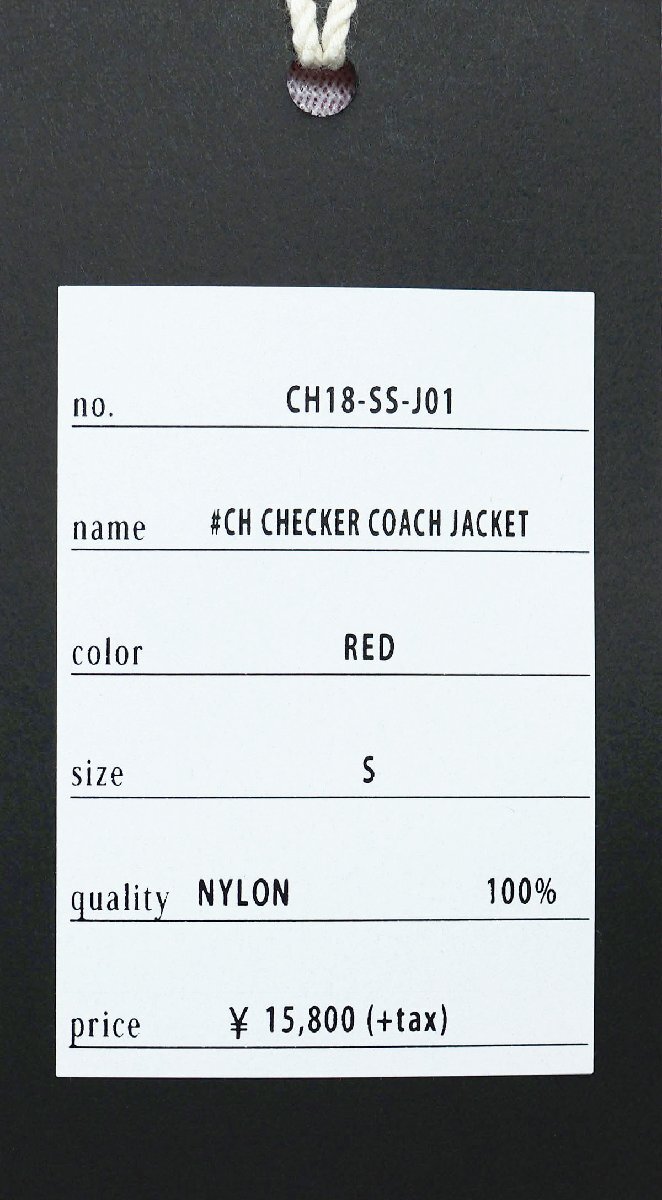 no. CH18-SS-J01
name #CH CHECKER COACH JACKET
color RED
size S
quality NYLON 100%
price ¥ 15,800 (+tax)